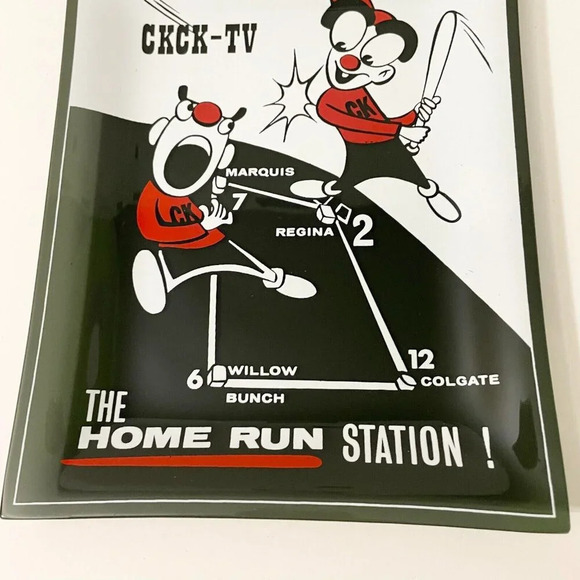 CKCK-TV
CK
MARQUIS
7
CK
REGINA 2
12
6 WILLOW
COLGATE
BUNCH
THE
HOME RUN STATION !